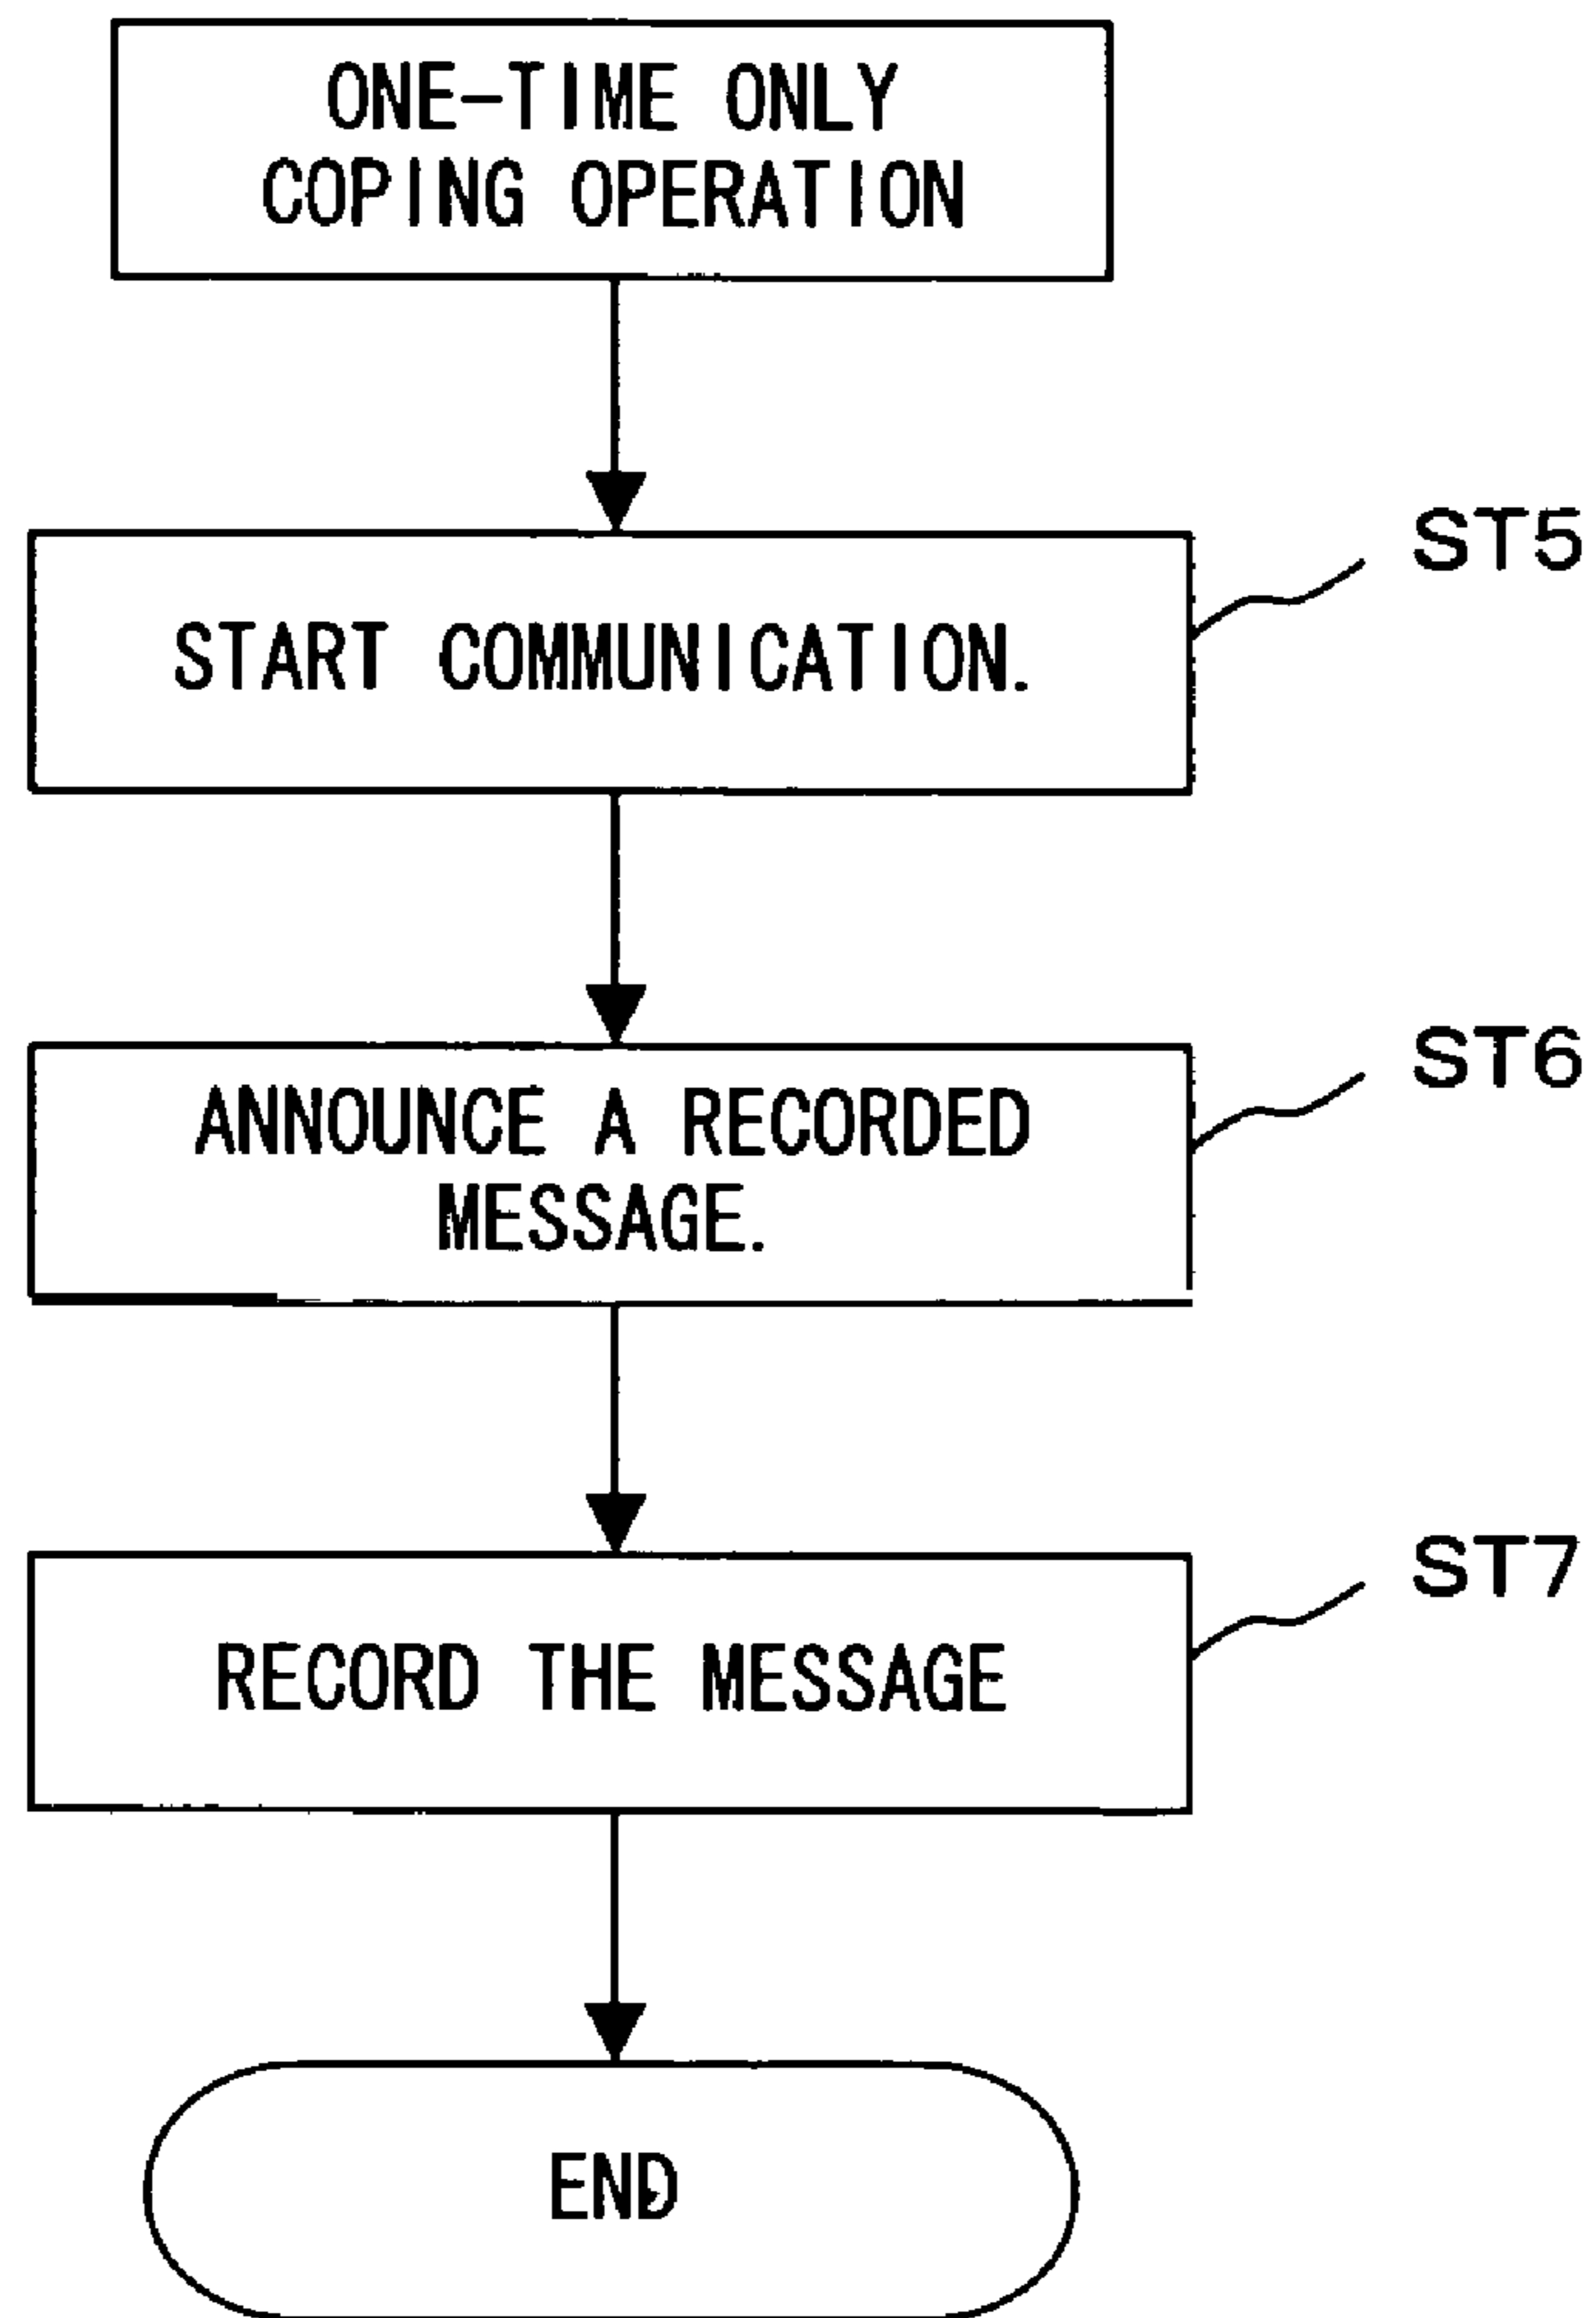 ONE-TIME ONLY
COPING OPERATION
ST5
START COMMUNICATION.
ST6
ANNOUNCE A RECORDED
MESSAGE.
ST7
RECORD THE MESSAGE
END